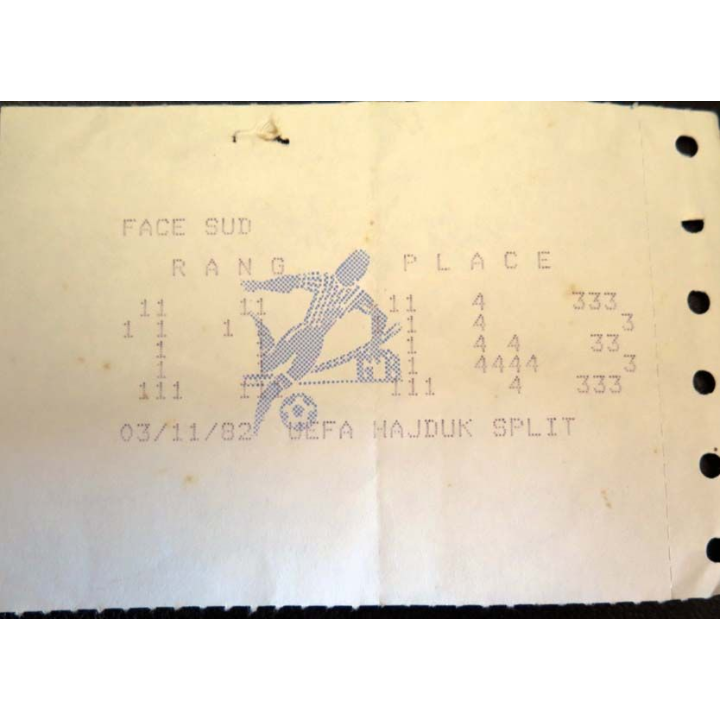 FACE SUD
RANG PLACE
11 11 11 4 333
1 1 1 1 4 3
1 1 1 4 4 33
1 1 1 4444 3
111 1 111 4 333
03/11/82 UEFA HAJDUK SPLIT